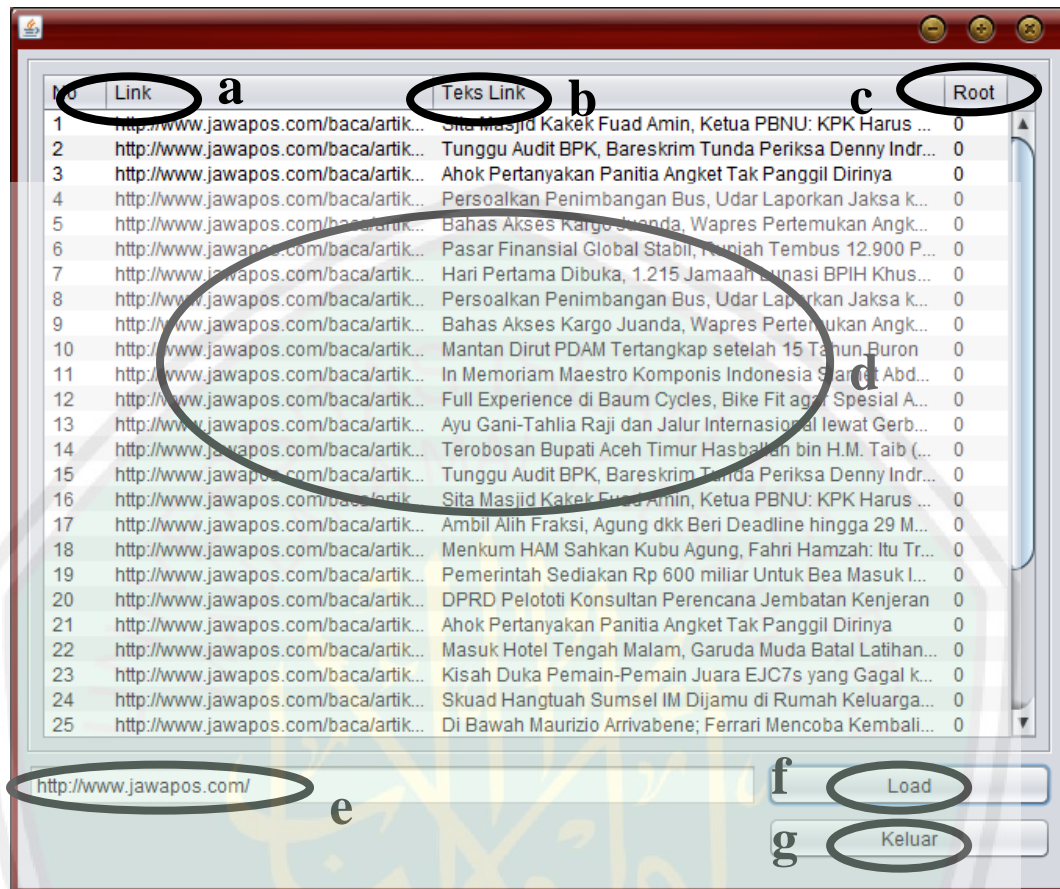 No Link a Teks Link b c Root
1 http://www.jawapos.com/baca/artik... Sita Masjid Kakek Fuad Amin, Ketua PBNU: KPK Harus ... 0
2 http://www.jawapos.com/baca/artik... Tunggu Audit BPK, Bareskrim Tunda Periksa Denny Indr... 0
3 http://www.jawapos.com/baca/artik... Ahok Pertanyakan Panitia Angket Tak Panggil Dirinya 0
4 http://www.jawapos.com/baca/artik... Persoalkan Penimbangan Bus, Udar Laporkan Jaksa k... 0
5 http://www.jawapos.com/baca/artik... Bahas Akses Kargo Juanda, Wapres Pertemukan Angk... 0
6 http://www.jawapos.com/baca/artik... Pasar Finansial Global Stabil, Rupiah Tembus 12.900 P... 0
7 http://www.jawapos.com/baca/artik... Hari Pertama Dibuka, 1.215 Jamaah Lunasi BPIH Khus... 0
8 http://www.jawapos.com/baca/artik... Persoalkan Penimbangan Bus, Udar Laporkan Jaksa k... 0
9 http://www.jawapos.com/baca/artik... Bahas Akses Kargo Juanda, Wapres Pertemukan Angk... 0
10 http://www.jawapos.com/baca/artik... Mantan Dirut PDAM Tertangkap setelah 15 Tahun Buron 0
11 http://www.jawapos.com/baca/artik... In Memoriam Maestro Komponis Indonesia Slamet Abd... d 0
12 http://www.jawapos.com/baca/artik... Full Experience di Baum Cycles, Bike Fit agar Spesial A... 0
13 http://www.jawapos.com/baca/artik... Ayu Gani-Tahlia Raji dan Jalur Internasional lewat Gerb... 0
14 http://www.jawapos.com/baca/artik... Terobosan Bupati Aceh Timur Hasballah bin H.M. Taib (... 0
15 http://www.jawapos.com/baca/artik... Tunggu Audit BPK, Bareskrim Tunda Periksa Denny Indr... 0
16 http://www.jawapos.com/baca/artik... Sita Masjid Kakek Fuad Amin, Ketua PBNU: KPK Harus ... 0
17 http://www.jawapos.com/baca/artik... Ambil Alih Fraksi, Agung dkk Beri Deadline hingga 29 M... 0
18 http://www.jawapos.com/baca/artik... Menkum HAM Sahkan Kubu Agung, Fahri Hamzah: Itu Tr... 0
19 http://www.jawapos.com/baca/artik... Pemerintah Sediakan Rp 600 miliar Untuk Bea Masuk I... 0
20 http://www.jawapos.com/baca/artik... DPRD Pelototi Konsultan Perencana Jembatan Kenjeran 0
21 http://www.jawapos.com/baca/artik... Ahok Pertanyakan Panitia Angket Tak Panggil Dirinya 0
22 http://www.jawapos.com/baca/artik... Masuk Hotel Tengah Malam, Garuda Muda Batal Latihan... 0
23 http://www.jawapos.com/baca/artik... Kisah Duka Pemain-Pemain Juara EJC7s yang Gagal k... 0
24 http://www.jawapos.com/baca/artik... Skuad Hangtuah Sumsel IM Dijamu di Rumah Keluarga... 0
25 http://www.jawapos.com/baca/artik... Di Bawah Maurizio Arrivabene; Ferrari Mencoba Kembali... 0
http://www.jawapos.com/ e f Load
g Keluar